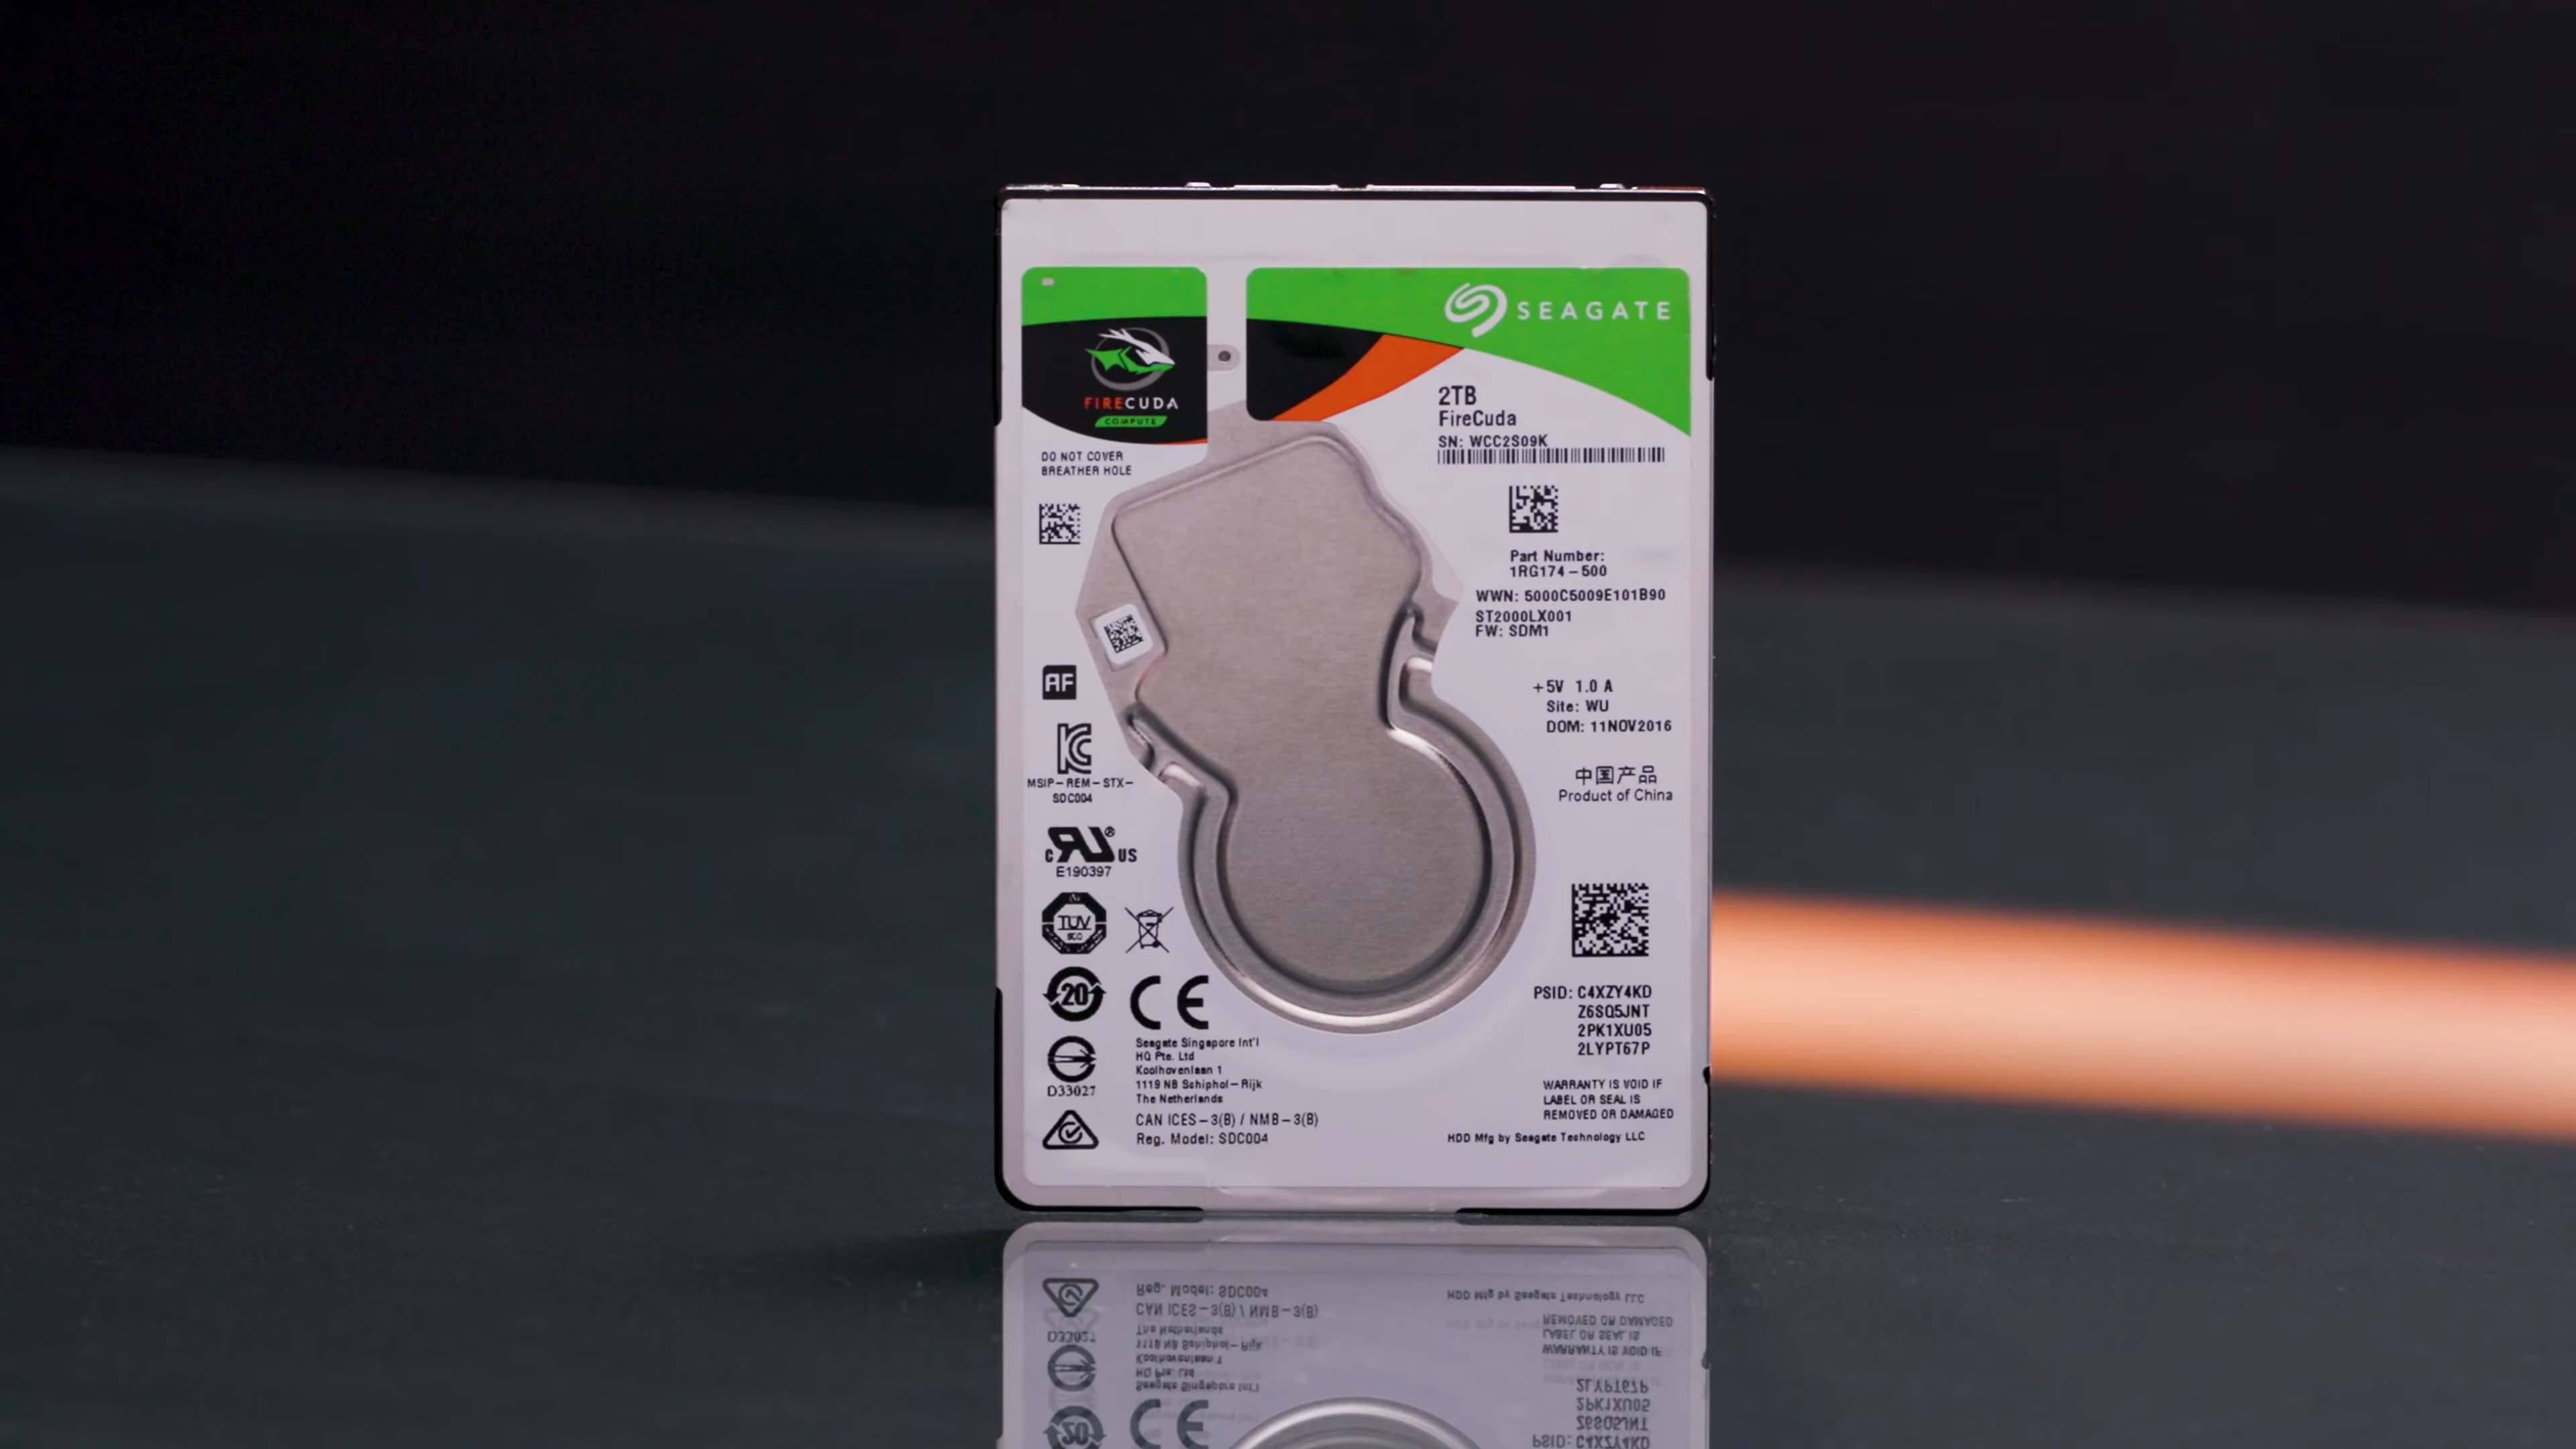 SEAGATE
FIRECUDA
COMPUTE
2TB
FireCuda
SN: WCC2S09K
DO NOT COVER
BREATHER HOLE
Part Number:
1RG174-500
WWN: 5000C5009E101B90
ST2000LX001
FW: SDM1
AF
+5V 1.0 A
Site: WU
DOM: 11NOV2016
MSIP-REM-STX-
SDC004
中国产品
Product of China
c RU ® US
E190397
TÜV
20
CE
PSID: C4XZY4KD
Z6SQ5JNT
2PK1XU05
2LYPT67P
Seagate Singapore Int'l
HQ Pte. Ltd
Koolhovenlaan 1
1119 NB Schiphol-Rijk
The Netherlands
D33027
WARRANTY IS VOID IF
LABEL OR SEAL IS
REMOVED OR DAMAGED
CAN ICES-3(B) / NMB-3(B)
Reg. Model: SDC004
HDD Mfg by Seagate Technology LLC